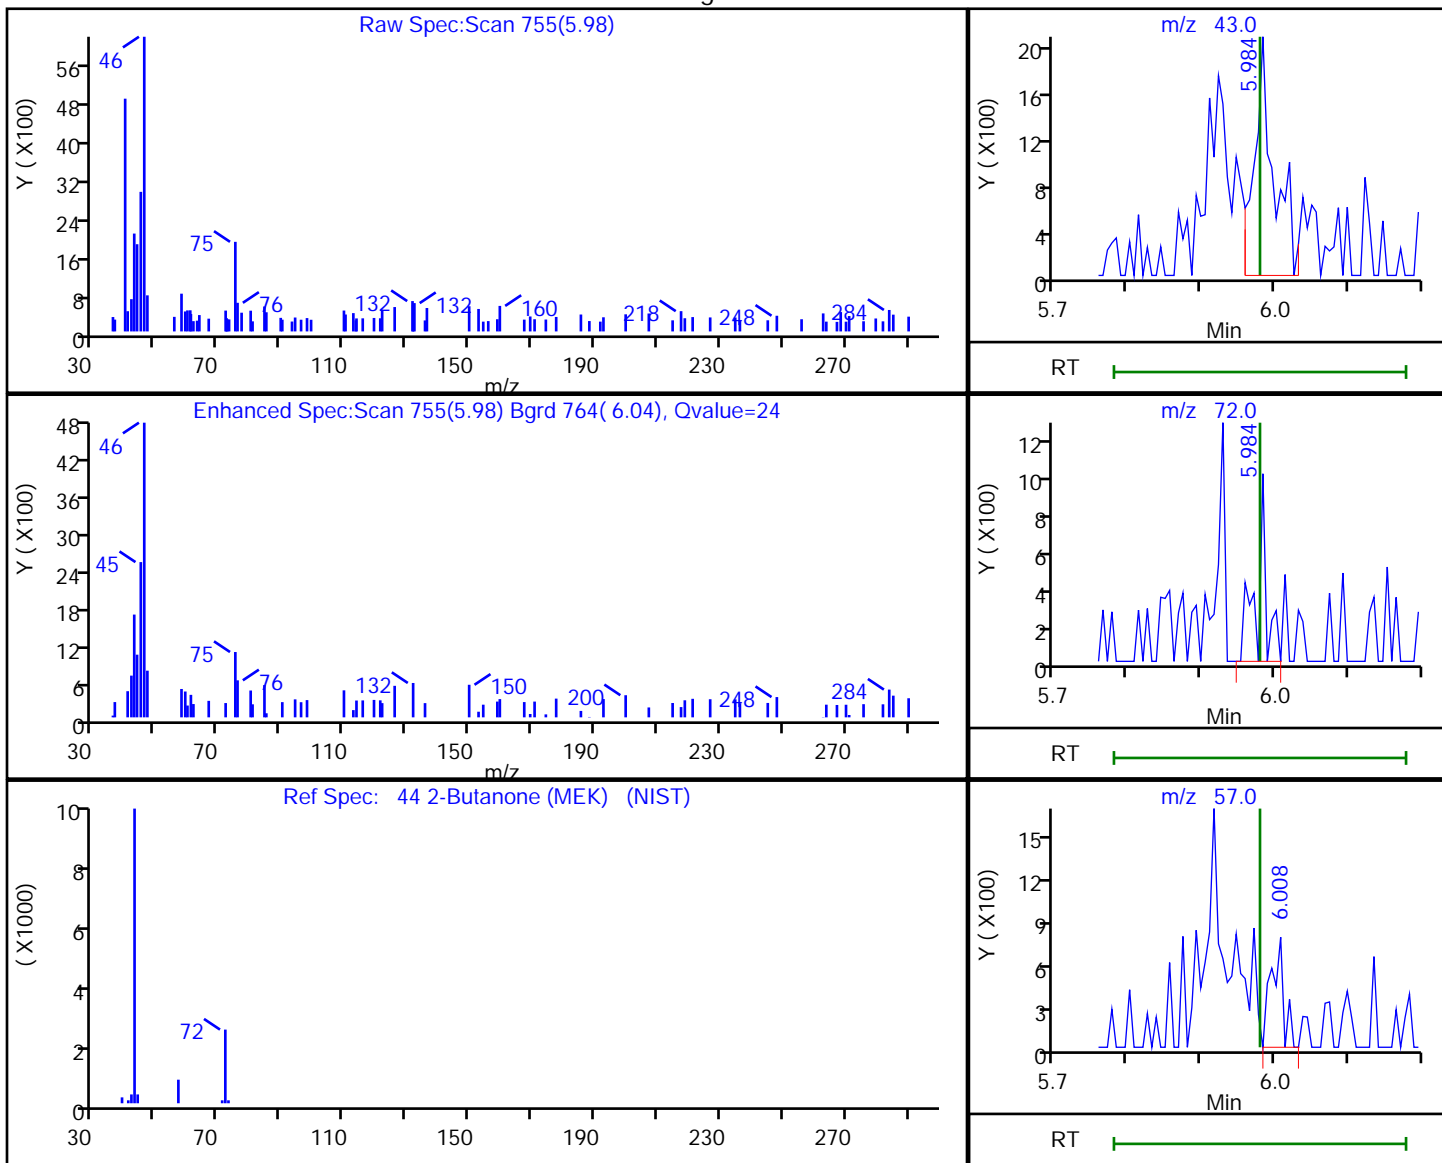 Raw Spec:Scan 755(5.98)
Y ( X100)
56
48
40
32
24
16
8
0
46
75
76
132
132
160
218
248
284
30 70 110 150 190 230 270
m/z
m/z 43.0
Y ( X100)
20
16
12
8
4
0
5.984
5.7 6.0
Min
RT
Enhanced Spec:Scan 755(5.98) Bgrd 764( 6.04), Qvalue=24
Y ( X100)
48
42
36
30
24
18
12
6
0
46
45
75
76
132
150
200
248
284
30 70 110 150 190 230 270
m/z
m/z 72.0
Y ( X100)
12
10
8
6
4
2
0
5.984
5.7 6.0
Min
RT
Ref Spec: 44 2-Butanone (MEK) (NIST)
( X1000)
10
8
6
4
2
0
72
30 70 110 150 190 230 270
m/z 57.0
Y ( X100)
15
12
9
6
3
0
6.008
5.7 6.0
Min
RT